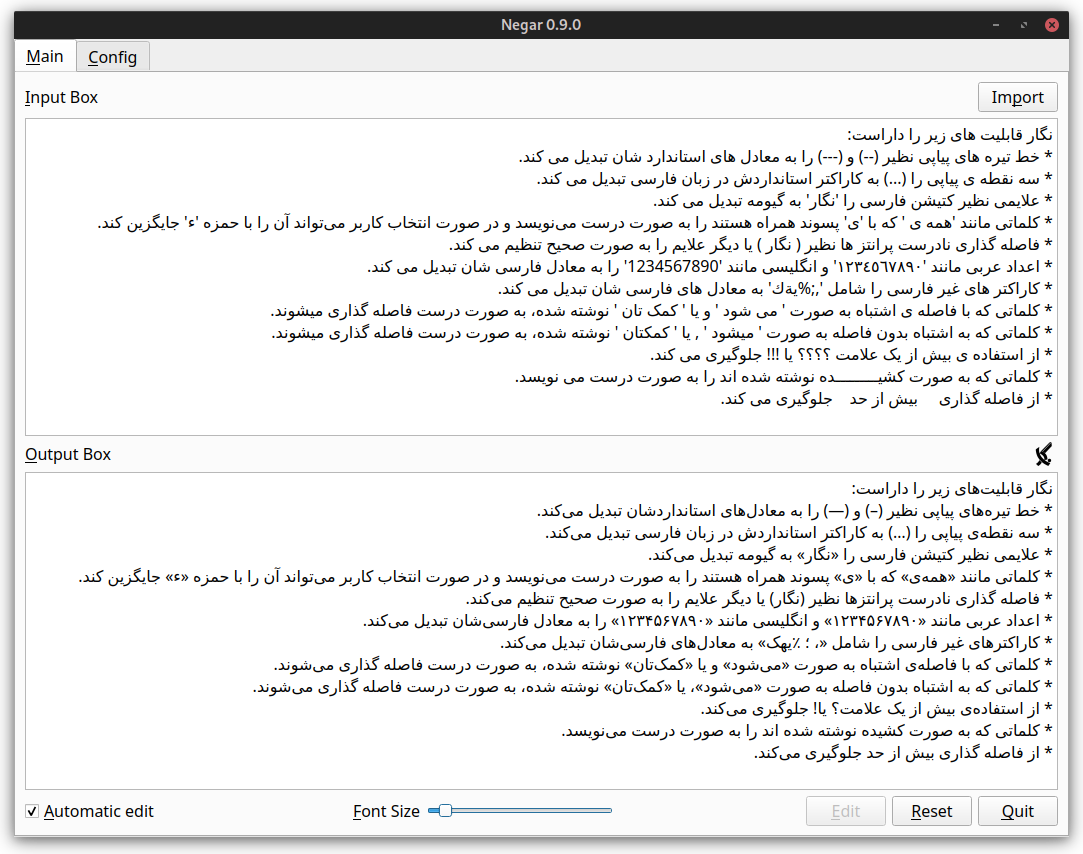 Negar 0.9.0
Main
Config
Input Box
Import
نگار قابلیت های زیر را داراست:
* خط تیره های پیاپی نظیر (--) و (---) را به معادل های استاندارد شان تبدیل می کند.
* سه نقطه ی پیاپی را (...) به کاراکتر استانداردش در زبان فارسی تبدیل می کند.
* علایمی نظیر کتیشن فارسی را 'نگار' به گیومه تبدیل می کند.
* کلماتی مانند 'همه ی ' که با 'ی' پسوند همراه هستند را به صورت درست می‌نویسد و در صورت انتخاب کاربر می‌تواند آن را با حمزه 'ء' جایگزین کند.
* فاصله گذاری نادرست پرانتز ها نظیر ( نگار ) یا دیگر علایم را به صورت صحیح تنظیم می کند.
* اعداد عربی مانند '١٢٣٤٥٦٧٨٩٠' و انگلیسی مانند '1234567890' را به معادل فارسی شان تبدیل می کند.
* کاراکتر های غیر فارسی را شامل ',;%يةك' به معادل های فارسی شان تبدیل می کند.
* کلماتی که با فاصله ی اشتباه به صورت ' می شود ' و یا ' کمک تان ' نوشته شده، به صورت درست فاصله گذاری میشوند.
* کلماتی که به اشتباه بدون فاصله به صورت ' میشود ' , یا ' کمکتان ' نوشته شده، به صورت درست فاصله گذاری میشوند.
* از استفاده ی بیش از یک علامت ؟؟؟؟ یا !!! جلوگیری می کند.
* کلماتی که به صورت کشیـــــــــده نوشته شده اند را به صورت درست می نویسد.
* از فاصله گذاری     بیش از حد    جلوگیری می کند.
Output Box
نگار قابلیت‌های زیر را داراست:
* خط تیره‌های پیاپی نظیر (–) و (—) را به معادل‌های استانداردشان تبدیل می‌کند.
* سه نقطه‌ی پیاپی را (…) به کاراکتر استانداردش در زبان فارسی تبدیل می‌کند.
* علایمی نظیر کتیشن فارسی را «نگار» به گیومه تبدیل می‌کند.
* کلماتی مانند «همه‌ی» که با «ی» پسوند همراه هستند را به صورت درست می‌نویسد و در صورت انتخاب کاربر می‌تواند آن را با حمزه «ء» جایگزین کند.
* فاصله گذاری نادرست پرانتزها نظیر (نگار) یا دیگر علایم را به صورت صحیح تنظیم می‌کند.
* اعداد عربی مانند «۱۲۳۴۵۶۷۸۹۰» و انگلیسی مانند «۱۲۳۴۵۶۷۸۹۰» را به معادل فارسی‌شان تبدیل می‌کند.
* کاراکترهای غیر فارسی را شامل «، ؛ ٪یهک» به معادل‌های فارسی‌شان تبدیل می‌کند.
* کلماتی که با فاصله‌ی اشتباه به صورت «می‌شود» و یا «کمک‌تان» نوشته شده، به صورت درست فاصله گذاری می‌شوند.
* کلماتی که به اشتباه بدون فاصله به صورت «می‌شود»، یا «کمک‌تان» نوشته شده، به صورت درست فاصله گذاری می‌شوند.
* از استفاده‌ی بیش از یک علامت؟ یا! جلوگیری می‌کند.
* کلماتی که به صورت کشیده نوشته شده اند را به صورت درست می‌نویسد.
* از فاصله گذاری بیش از حد جلوگیری می‌کند.
Automatic edit
Font Size
Edit
Reset
Quit